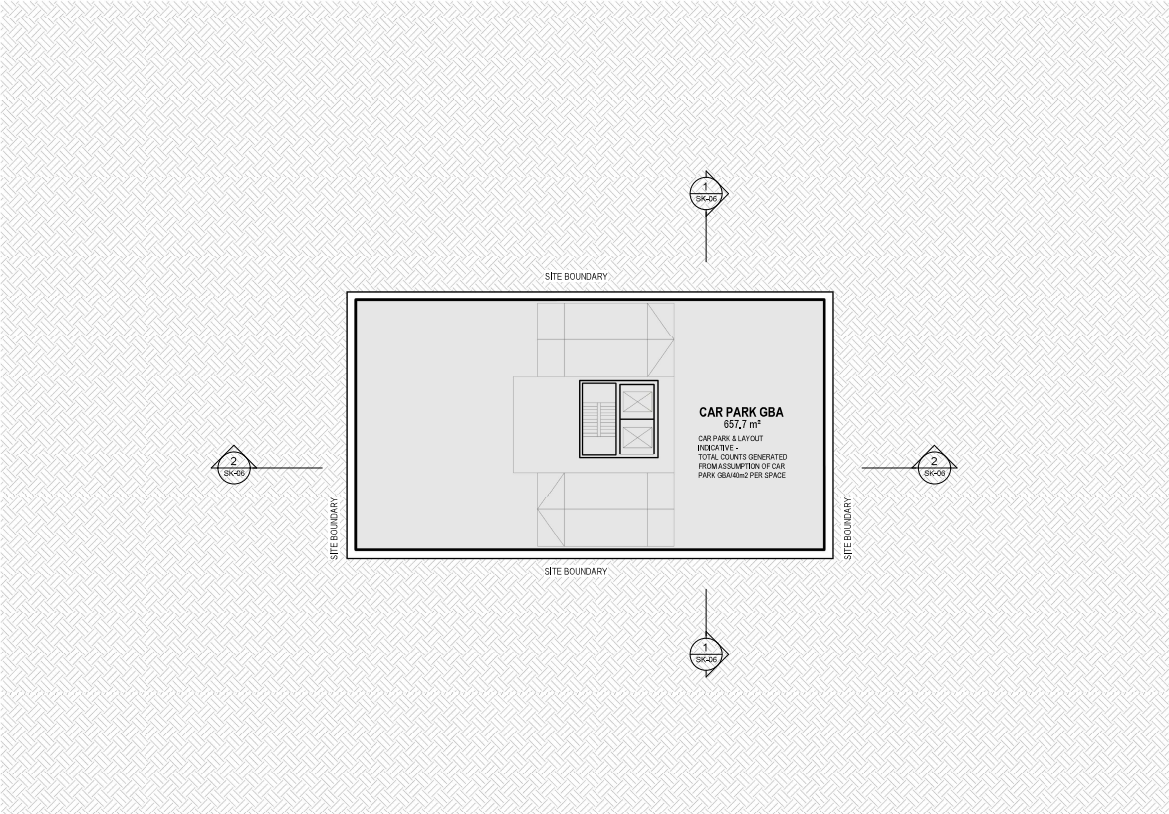 1
SK-06
SITE BOUNDARY
CAR PARK GBA
657.7 m²
CAR PARK & LAYOUT
INDICATIVE -
TOTAL COUNTS GENERATED
FROM ASSUMPTION OF CAR
PARK GBA/40m2 PER SPACE
2
SK-06
2
SK-06
SITE BOUNDARY
SITE BOUNDARY
SITE BOUNDARY
1
SK-06